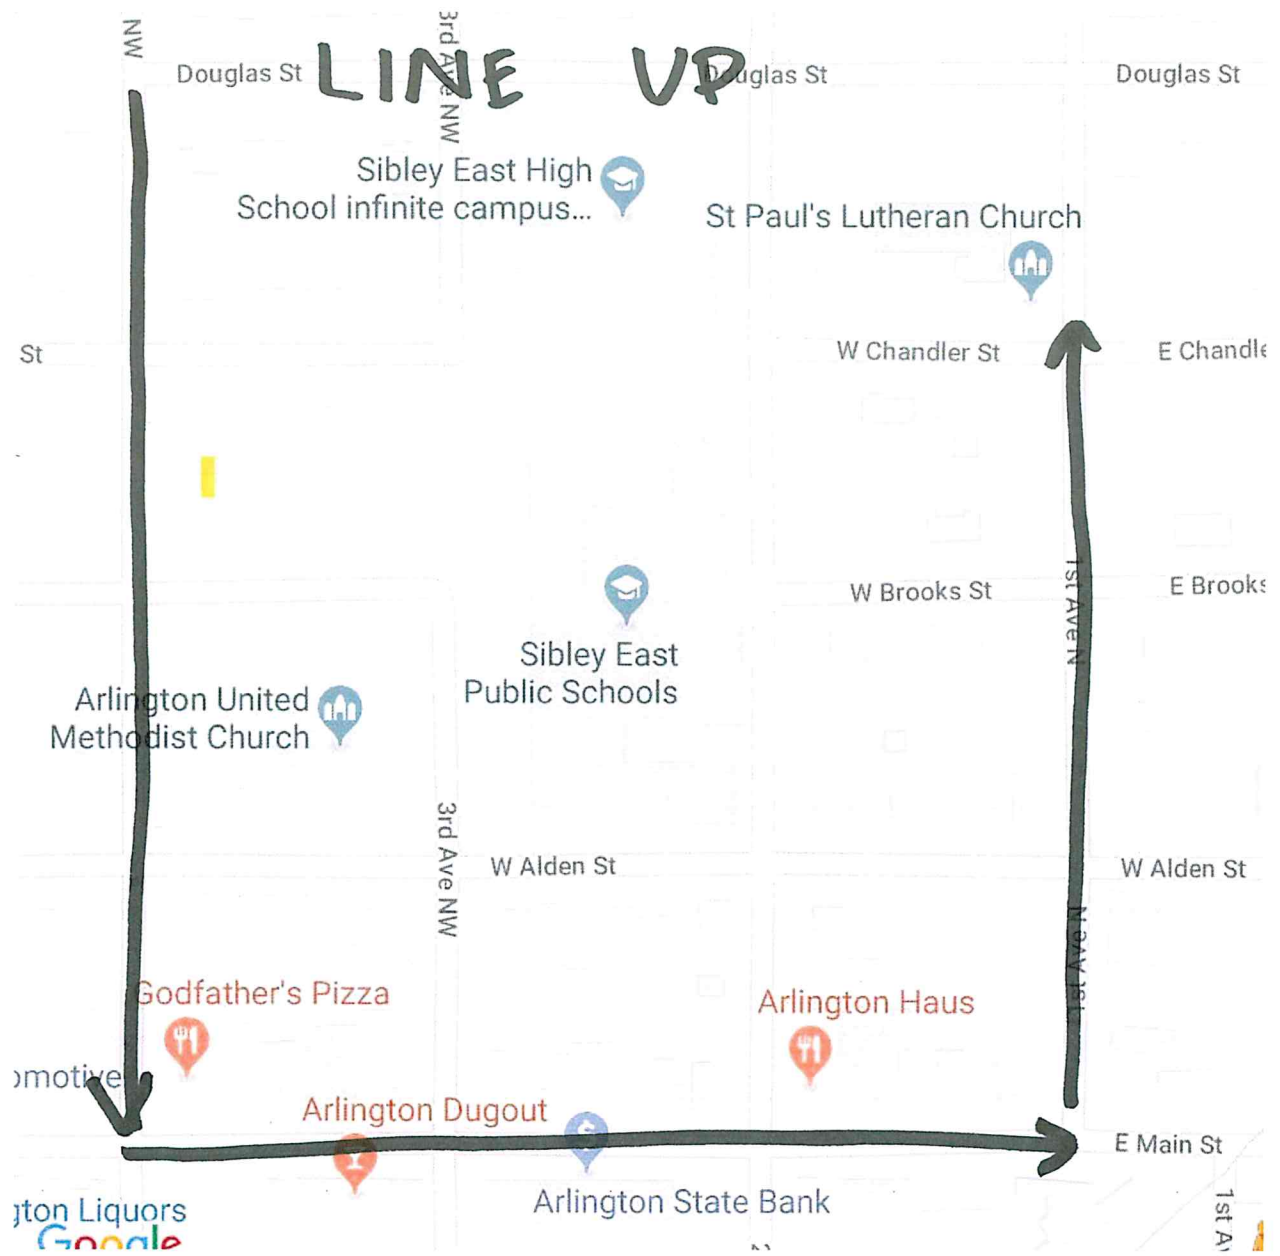 NW
3rd Ave NW
Douglas St
LINE UP
Douglas St
Douglas St
Sibley East High
School infinite campus...
St Paul's Lutheran Church
St
W Chandler St
E Chandle
W Brooks St
1st Ave N
E Brooks
Sibley East
Public Schools
Arlington United
Methodist Church
3rd Ave NW
W Alden St
W Alden St
1st Ave N
Godfather's Pizza
Arlington Haus
omotive
Arlington Dugout
E Main St
Arlington State Bank
gton Liquors
1st A
Google